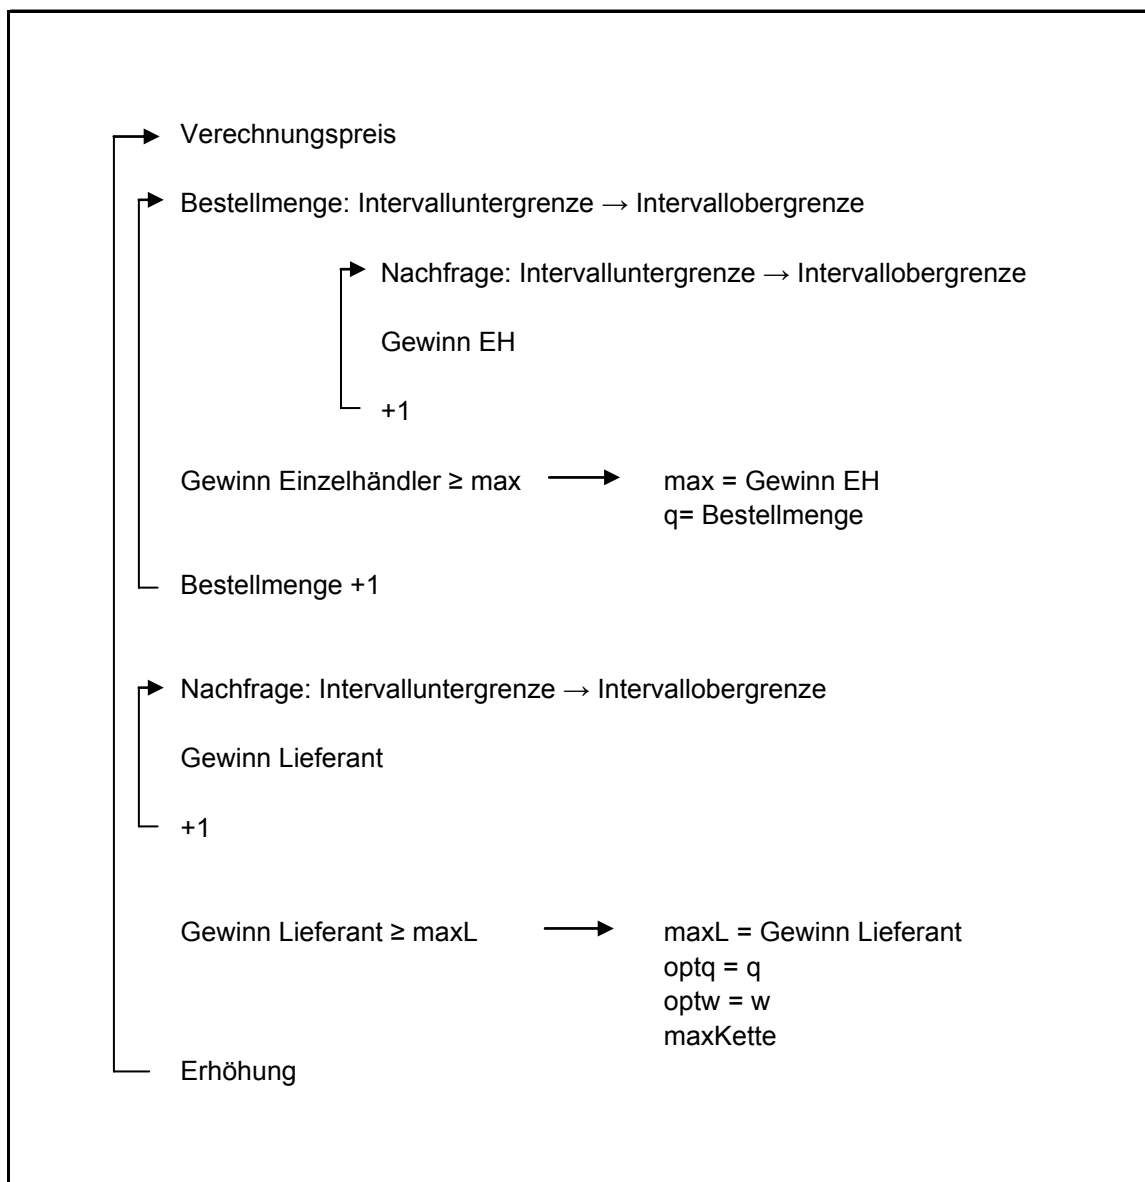 Verechnungspreis
Bestellmenge: Intervalluntergrenze → Intervallobergrenze
Nachfrage: Intervalluntergrenze → Intervallobergrenze
Gewinn EH
+1
Gewinn Einzelhändler ≥ max
max = Gewinn EH
q= Bestellmenge
Bestellmenge +1
Nachfrage: Intervalluntergrenze → Intervallobergrenze
Gewinn Lieferant
+1
Gewinn Lieferant ≥ maxL
maxL = Gewinn Lieferant
optq = q
optw = w
maxKette
Erhöhung